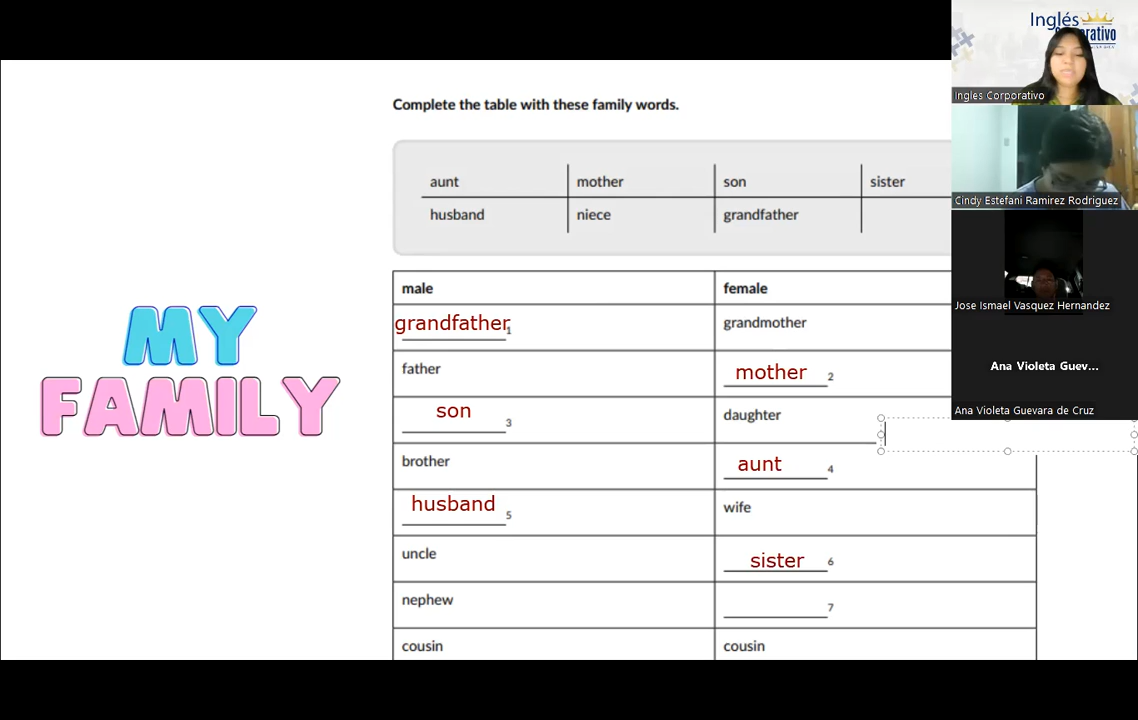 Inglés
Corporativo
Ingles Corporativo
Complete the table with these family words.
aunt mother son sister
husband niece grandfather
Cindy Estefani Ramirez Rodriguez
male female
grandfather 1 grandmother
Jose Ismael Vasquez Hernandez
father mother 2
Ana Violeta Guev...
son 3 daughter
Ana Violeta Guevara de Cruz
brother aunt 4
husband 5 wife
uncle sister 6
nephew 7
cousin cousin
MY
FAMILY